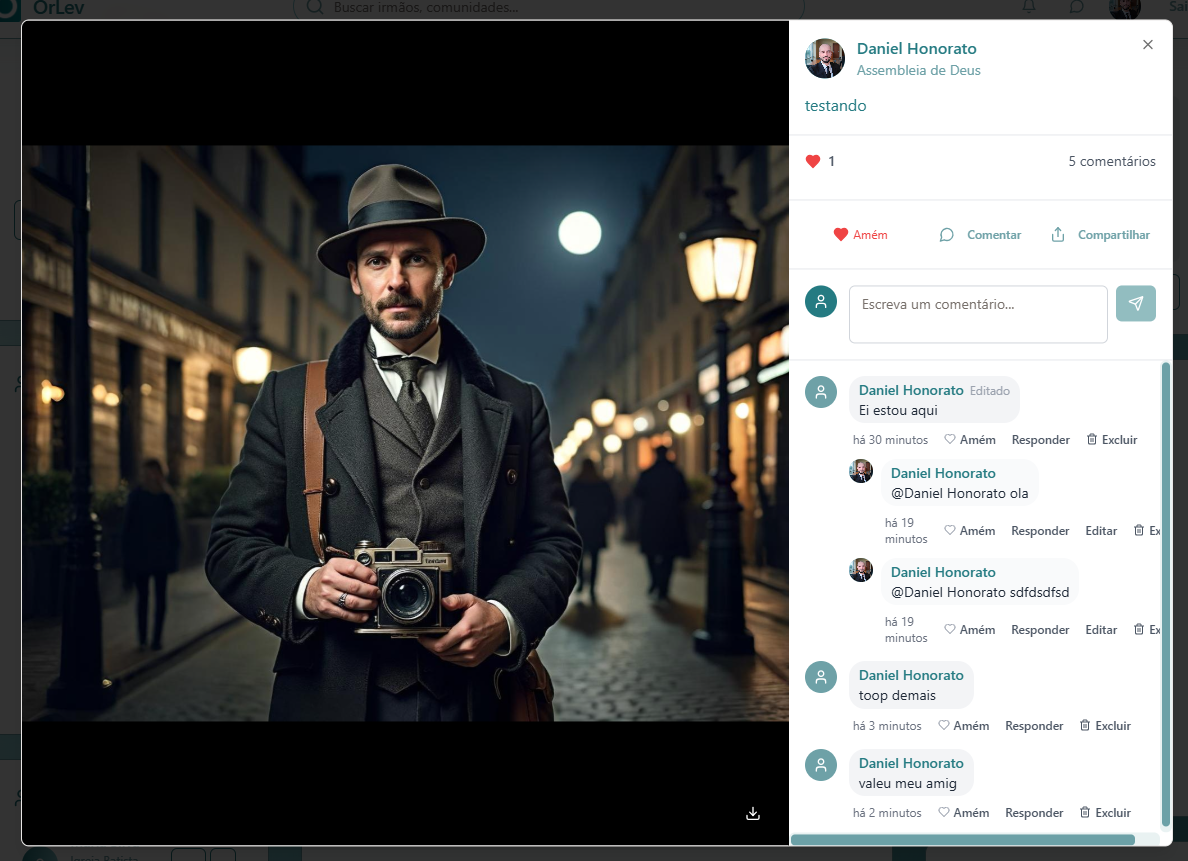 OrLev
Buscar irmãos, comunidades...
Sai
Daniel Honorato
Assembleia de Deus
testando
1
5 comentários
Amém
Comentar
Compartilhar
Escreva um comentário...
Daniel Honorato Editado
Ei estou aqui
há 30 minutos Amém Responder Excluir
Daniel Honorato
@Daniel Honorato ola
há 19
minutos
Amém Responder Editar Ex
Daniel Honorato
@Daniel Honorato sdfdsdfsd
há 19
minutos
Amém Responder Editar Ex
Daniel Honorato
toop demais
há 3 minutos Amém Responder Excluir
Daniel Honorato
valeu meu amig
há 2 minutos Amém Responder Excluir